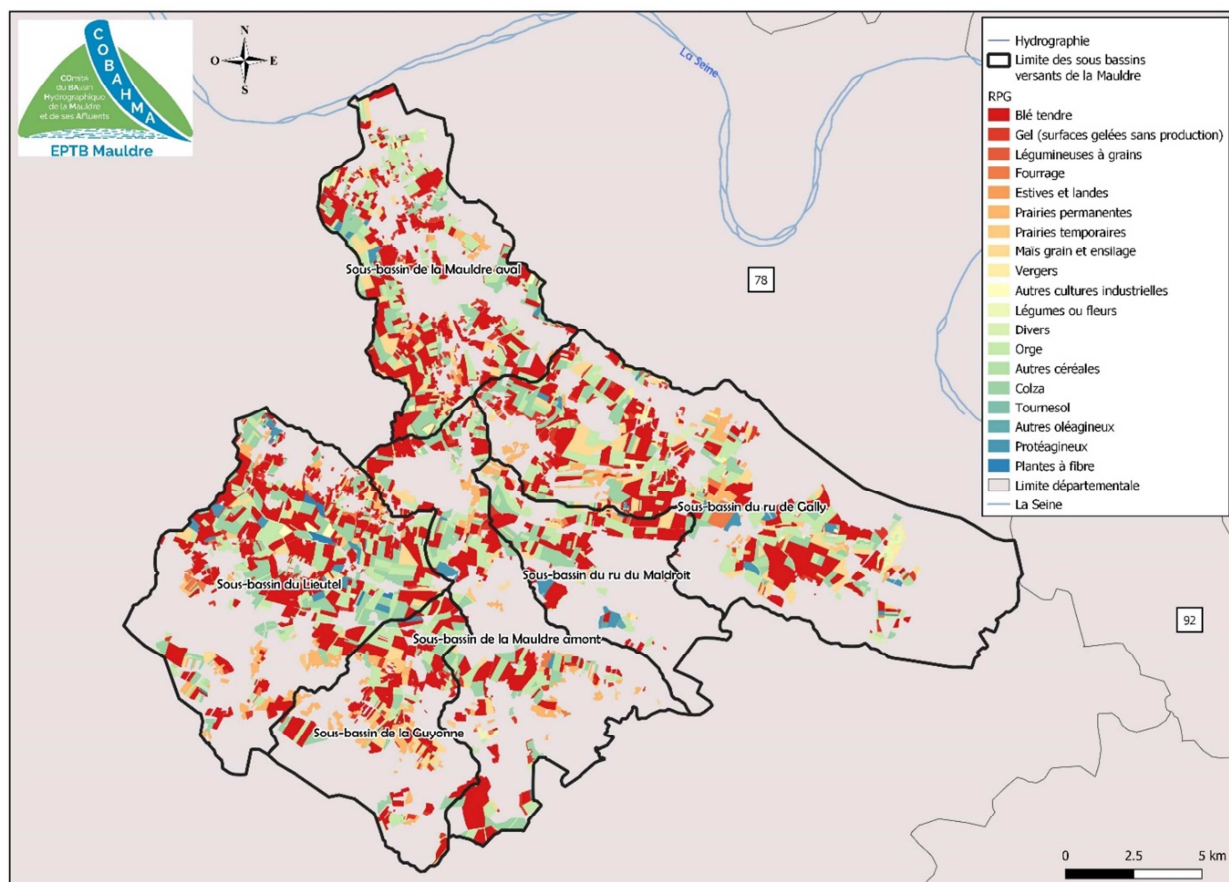 COBAHMA
COmité
du BAssin
Hydrographique
de la Mauldre
et de ses Affluents
EPTB Mauldre
N
O
E
S
La Seine
78
92
Sous-bassin de la Mauldre aval
Sous-bassin du ru de Gally
Sous-bassin du ru du Maldroit
Sous-bassin du Lieutel
Sous-bassin de la Mauldre amont
Sous-bassin de la Guyonne
Hydrographie
Limite des sous bassins
versants de la Mauldre
RPG
Blé tendre
Gel (surfaces gelées sans production)
Légumineuses à grains
Fourrage
Estives et landes
Prairies permanentes
Prairies temporaires
Maïs grain et ensilage
Vergers
Autres cultures industrielles
Légumes ou fleurs
Divers
Orge
Autres céréales
Colza
Tournesol
Autres oléagineux
Protéagineux
Plantes à fibre
Limite départementale
La Seine
0 2.5 5 km